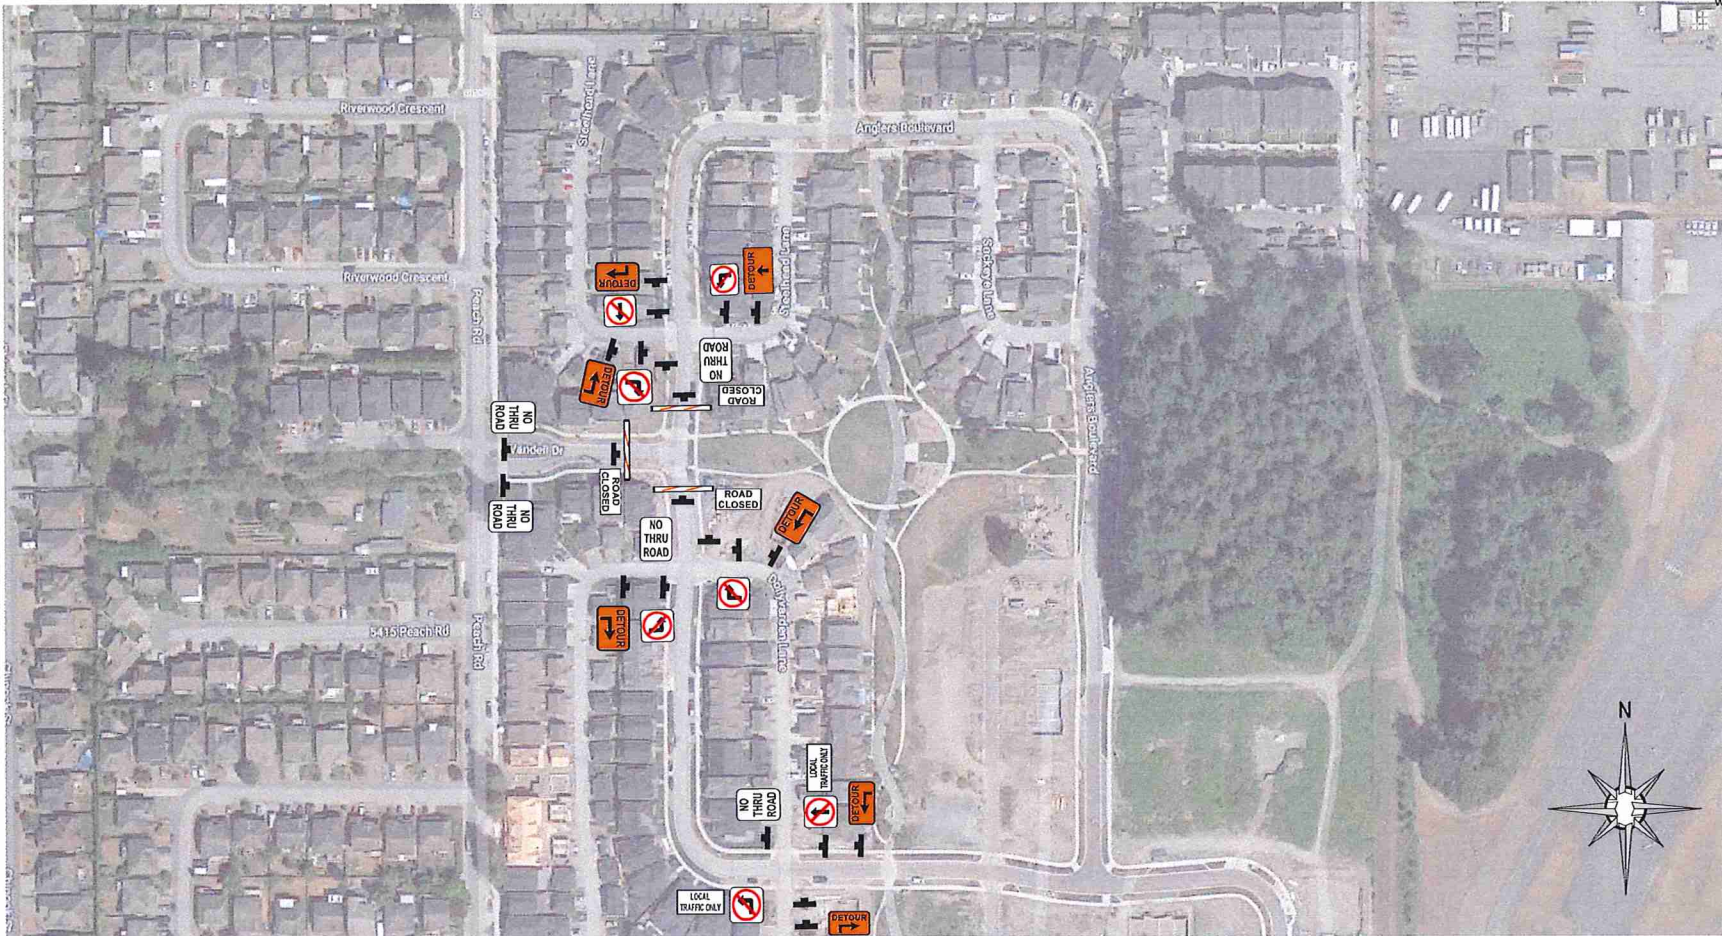 Riverwood Crescent
Steelhead Lane
Anglers Boulevard
Riverwood Crescent
Peach Rd
DETOUR
DETOUR
Steelhead Lane
Sockeye Lane
NO
THRU
ROAD
ROAD
CLOSED
DETOUR
NO
THRU
ROAD
Vandell Dr
ROAD
CLOSED
NO
THRU
ROAD
ROAD
CLOSED
DETOUR
Anglers Boulevard
NO
THRU
ROAD
DETOUR
Dollyvarden Lane
5415 Peach Rd
Peach Rd
LOCAL
TRAFFIC ONLY
NO
THRU
ROAD
DETOUR
LOCAL
TRAFFIC ONLY
DETOUR
N